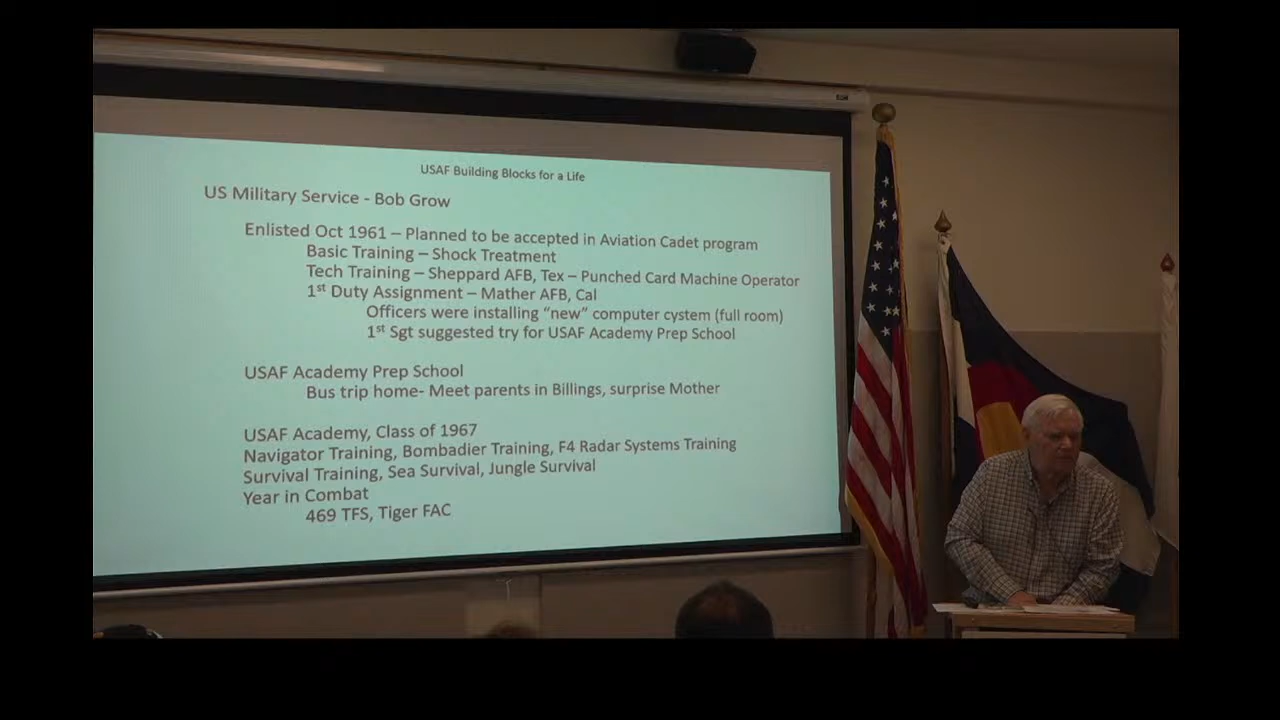 USAF Building Blocks for a Life
US Military Service - Bob Grow
Enlisted Oct 1961 – Planned to be accepted in Aviation Cadet program
Basic Training – Shock Treatment
Tech Training – Sheppard AFB, Tex – Punched Card Machine Operator
1st Duty Assignment – Mather AFB, Cal
Officers were installing “new” computer cystem (full room)
1st Sgt suggested try for USAF Academy Prep School
USAF Academy Prep School
Bus trip home- Meet parents in Billings, surprise Mother
USAF Academy, Class of 1967
Navigator Training, Bombadier Training, F4 Radar Systems Training
Survival Training, Sea Survival, Jungle Survival
Year in Combat
469 TFS, Tiger FAC